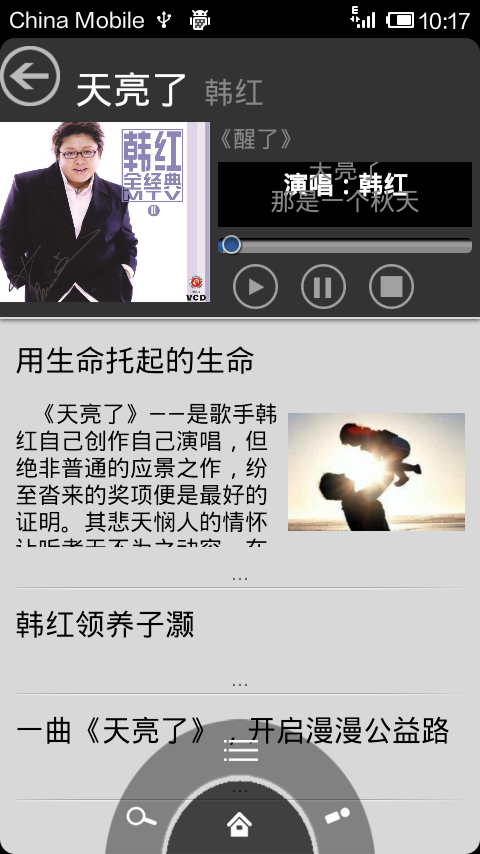 China Mobile
E
10:17
天亮了 韩红
《醒了》
韩红
全经典
MTV
II
VCD
天亮了
演唱：韩红
那是一个秋天
用生命托起的生命
《天亮了》——是歌手韩
红自己创作自己演唱，但
绝非普通的应景之作，纷
至沓来的奖项便是最好的
证明。其悲天悯人的情怀
让听者无不为之动容。在
...
韩红领养子灏
...
一曲《天亮了》，开启漫漫公益路
...